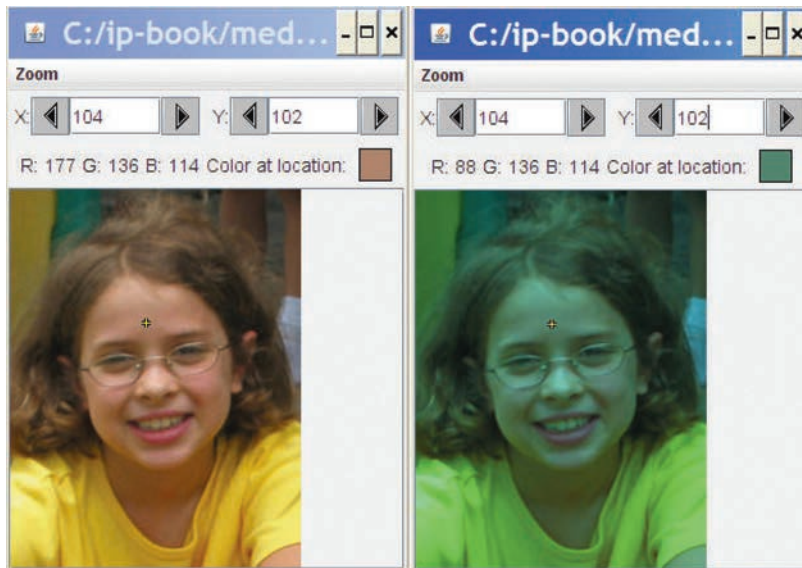 C:/ip-book/med...
Zoom
X: 104 Y: 102
R: 177 G: 136 B: 114 Color at location:
C:/ip-book/med...
Zoom
X: 104 Y: 102
R: 88 G: 136 B: 114 Color at location: